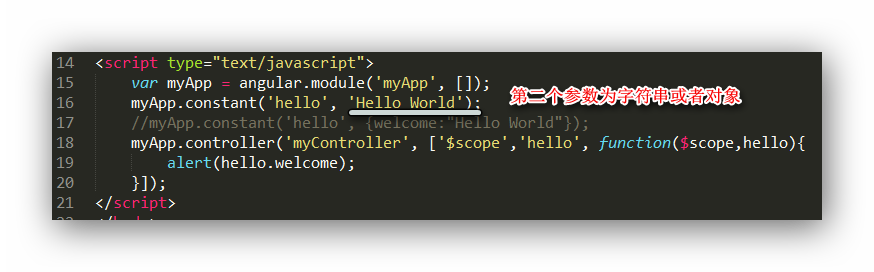 14 <script type="text/javascript">
15 var myApp = angular.module('myApp', []);
16 myApp.constant('hello', 'Hello World'); 第二个参数为字符串或者对象
17 //myApp.constant('hello', {welcome:"Hello World"});
18 myApp.controller('myController', ['$scope','hello', function($scope,hello){
19 alert(hello.welcome);
20 }]);
21 </script>